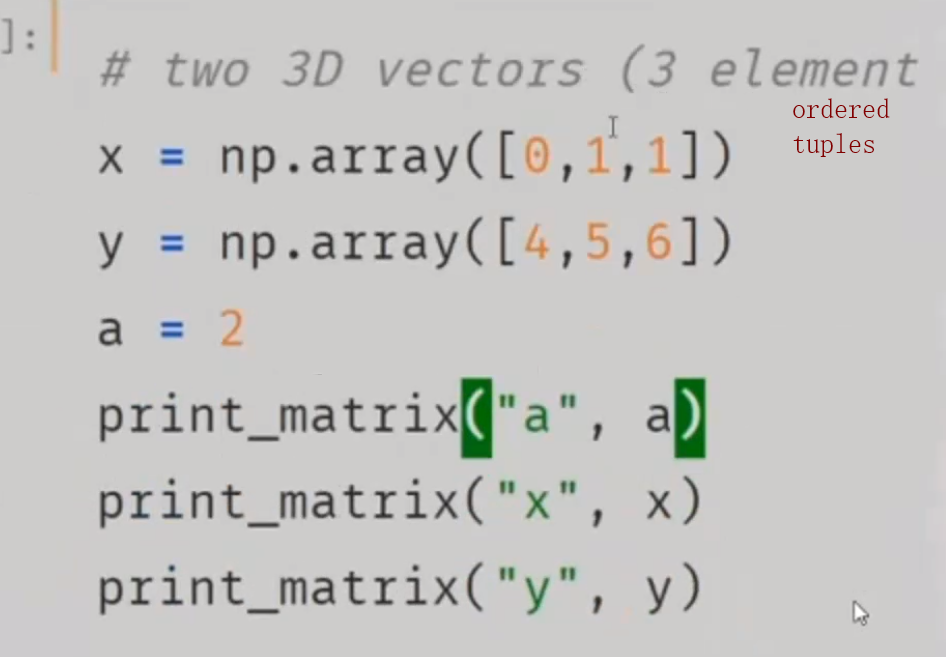 ]:
# two 3D vectors (3 element
ordered
tuples
x = np.array([0,1,1])
y = np.array([4,5,6])
a = 2
print_matrix("a", a)
print_matrix("x", x)
print_matrix("y", y)